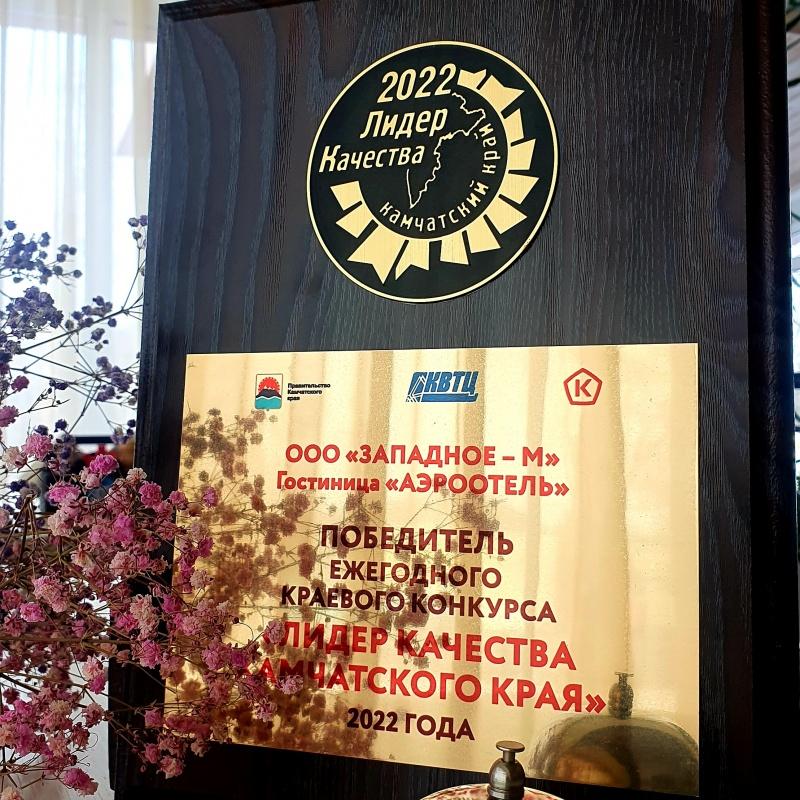 2022
Лидер
Качества
камчатский край
Правительство
Камчатского
края
КВТЦ
К
ООО «ЗАПАДНОЕ – М»
Гостиница «АЭРООТЕЛЬ»
ПОБЕДИТЕЛЬ
ЕЖЕГОДНОГО
КРАЕВОГО КОНКУРСА
«ЛИДЕР КАЧЕСТВА
КАМЧАТСКОГО КРАЯ»
2022 ГОДА